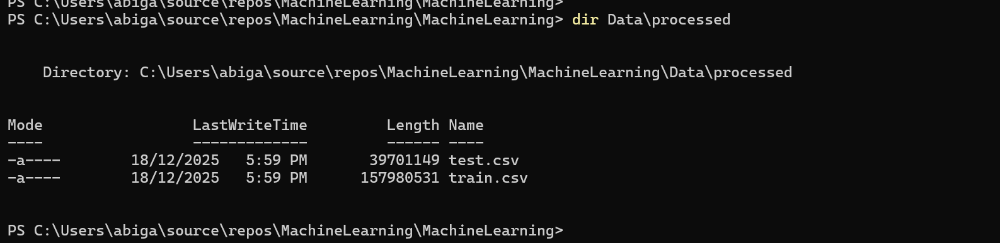 PS C:\Users\abiga\source\repos\MachineLearning\MachineLearning>
PS C:\Users\abiga\source\repos\MachineLearning\MachineLearning> dir Data\processed
Directory: C:\Users\abiga\source\repos\MachineLearning\MachineLearning\Data\processed
Mode LastWriteTime Length Name
---- ------------- ------ ----
-a---- 18/12/2025 5:59 PM 39701149 test.csv
-a---- 18/12/2025 5:59 PM 157980531 train.csv
PS C:\Users\abiga\source\repos\MachineLearning\MachineLearning>